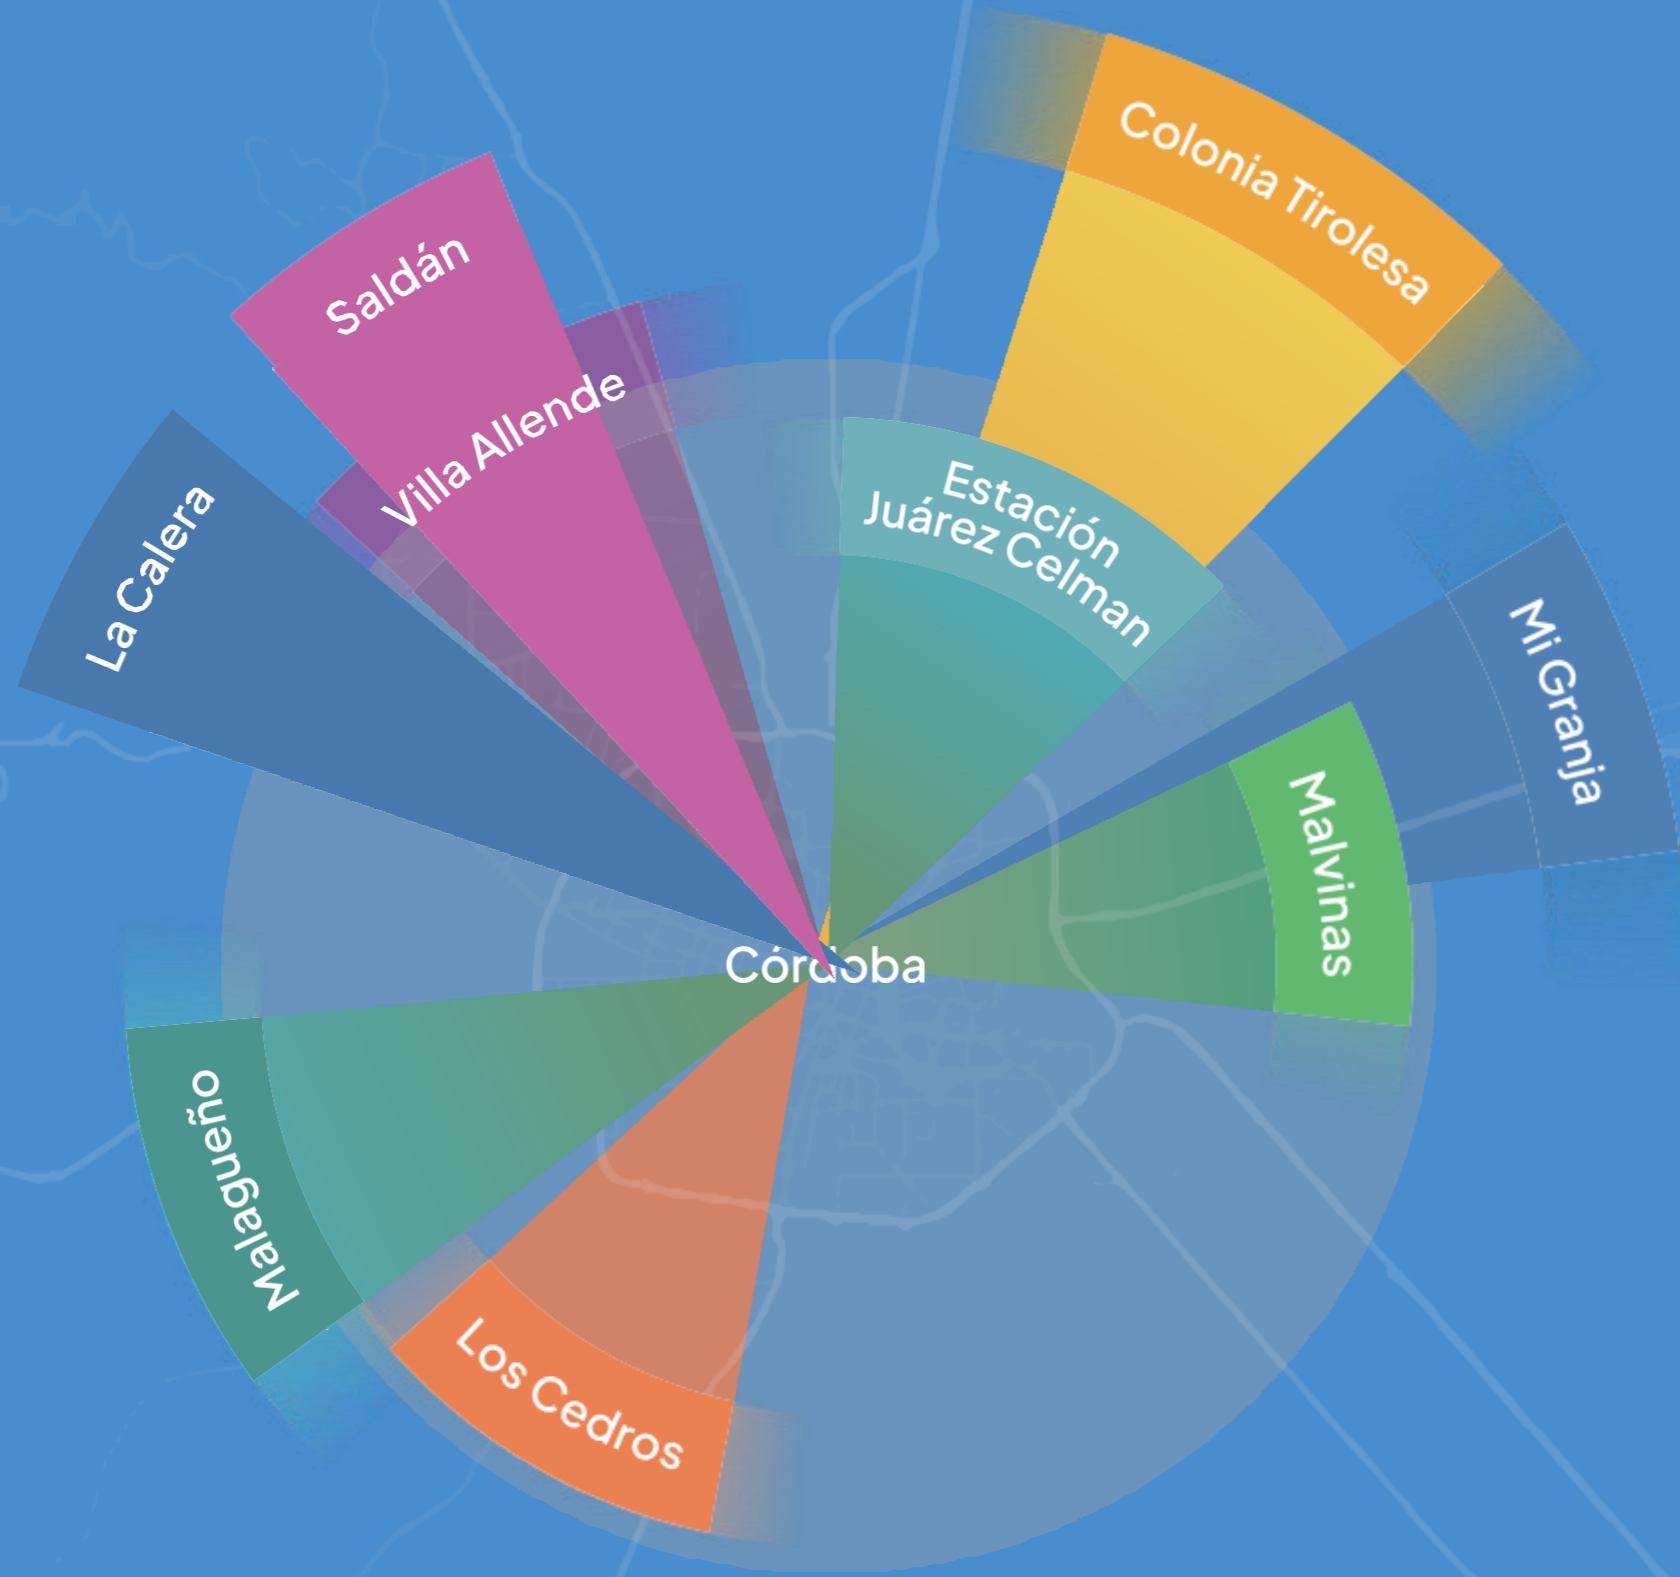 Colonia Tirolesa
Saldán
Villa Allende
Estación
Juárez Celman
La Calera
Mi Granja
Malvinas
Córdoba
Malagueño
Los Cedros